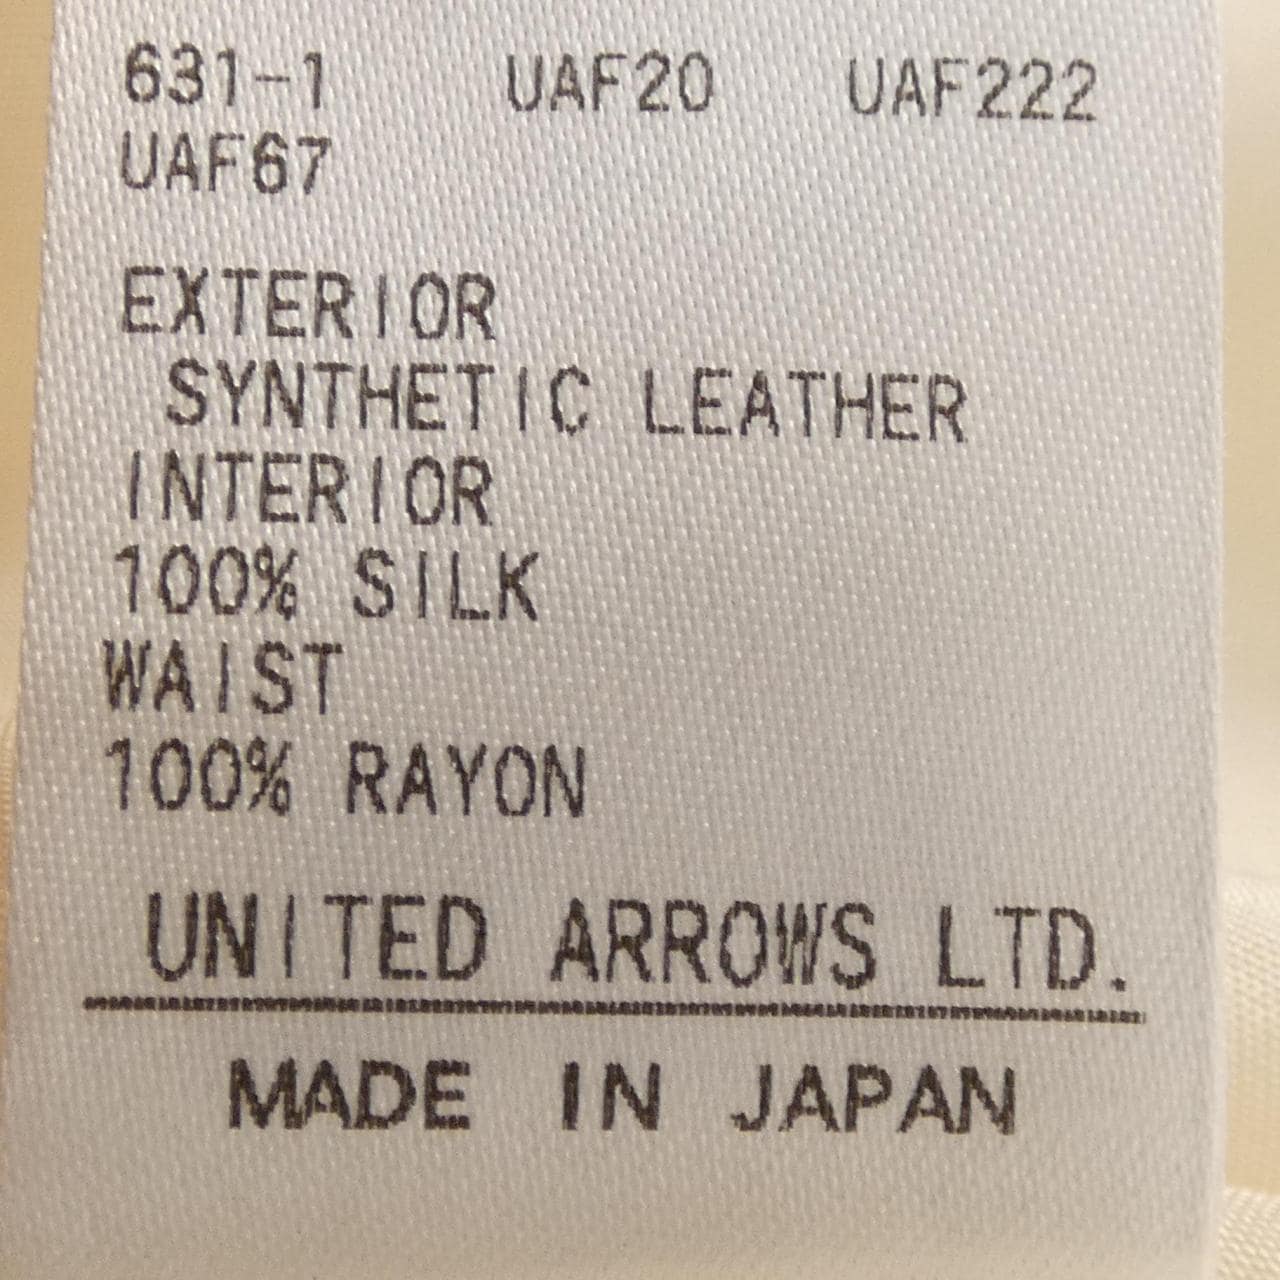 631-1 UAF20 UAF222
UAF67
EXTERIOR
SYNTHETIC LEATHER
INTERIOR
100% SILK
WAIST
100% RAYON
UNITED ARROWS LTD.
MADE IN JAPAN